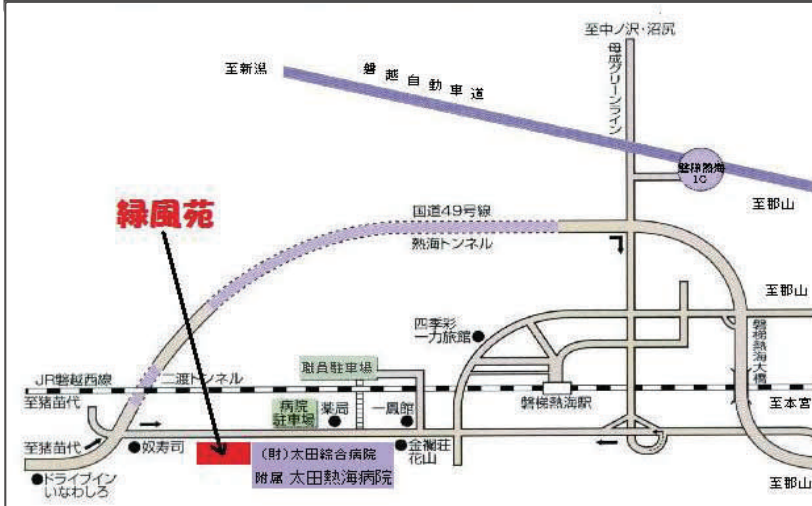 至中ノ沢・沼尻
母成グリーンライン
至新潟
磐越自動車道
磐梯熱海
IC
至郡山
緑風苑
国道49号線
熱海トンネル
至郡山
四季彩
一力旅館
磐梯熱海大橋
職員駐車場
JR磐越西線
二渡トンネル
至猪苗代
病院
駐車場
薬局
一鳳館
磐梯熱海駅
至本宮
至猪苗代
奴寿司
(財)太田綜合病院
附属 太田熱海病院
金襴荘
花山
ドライブイン
いなわしろ
至郡山